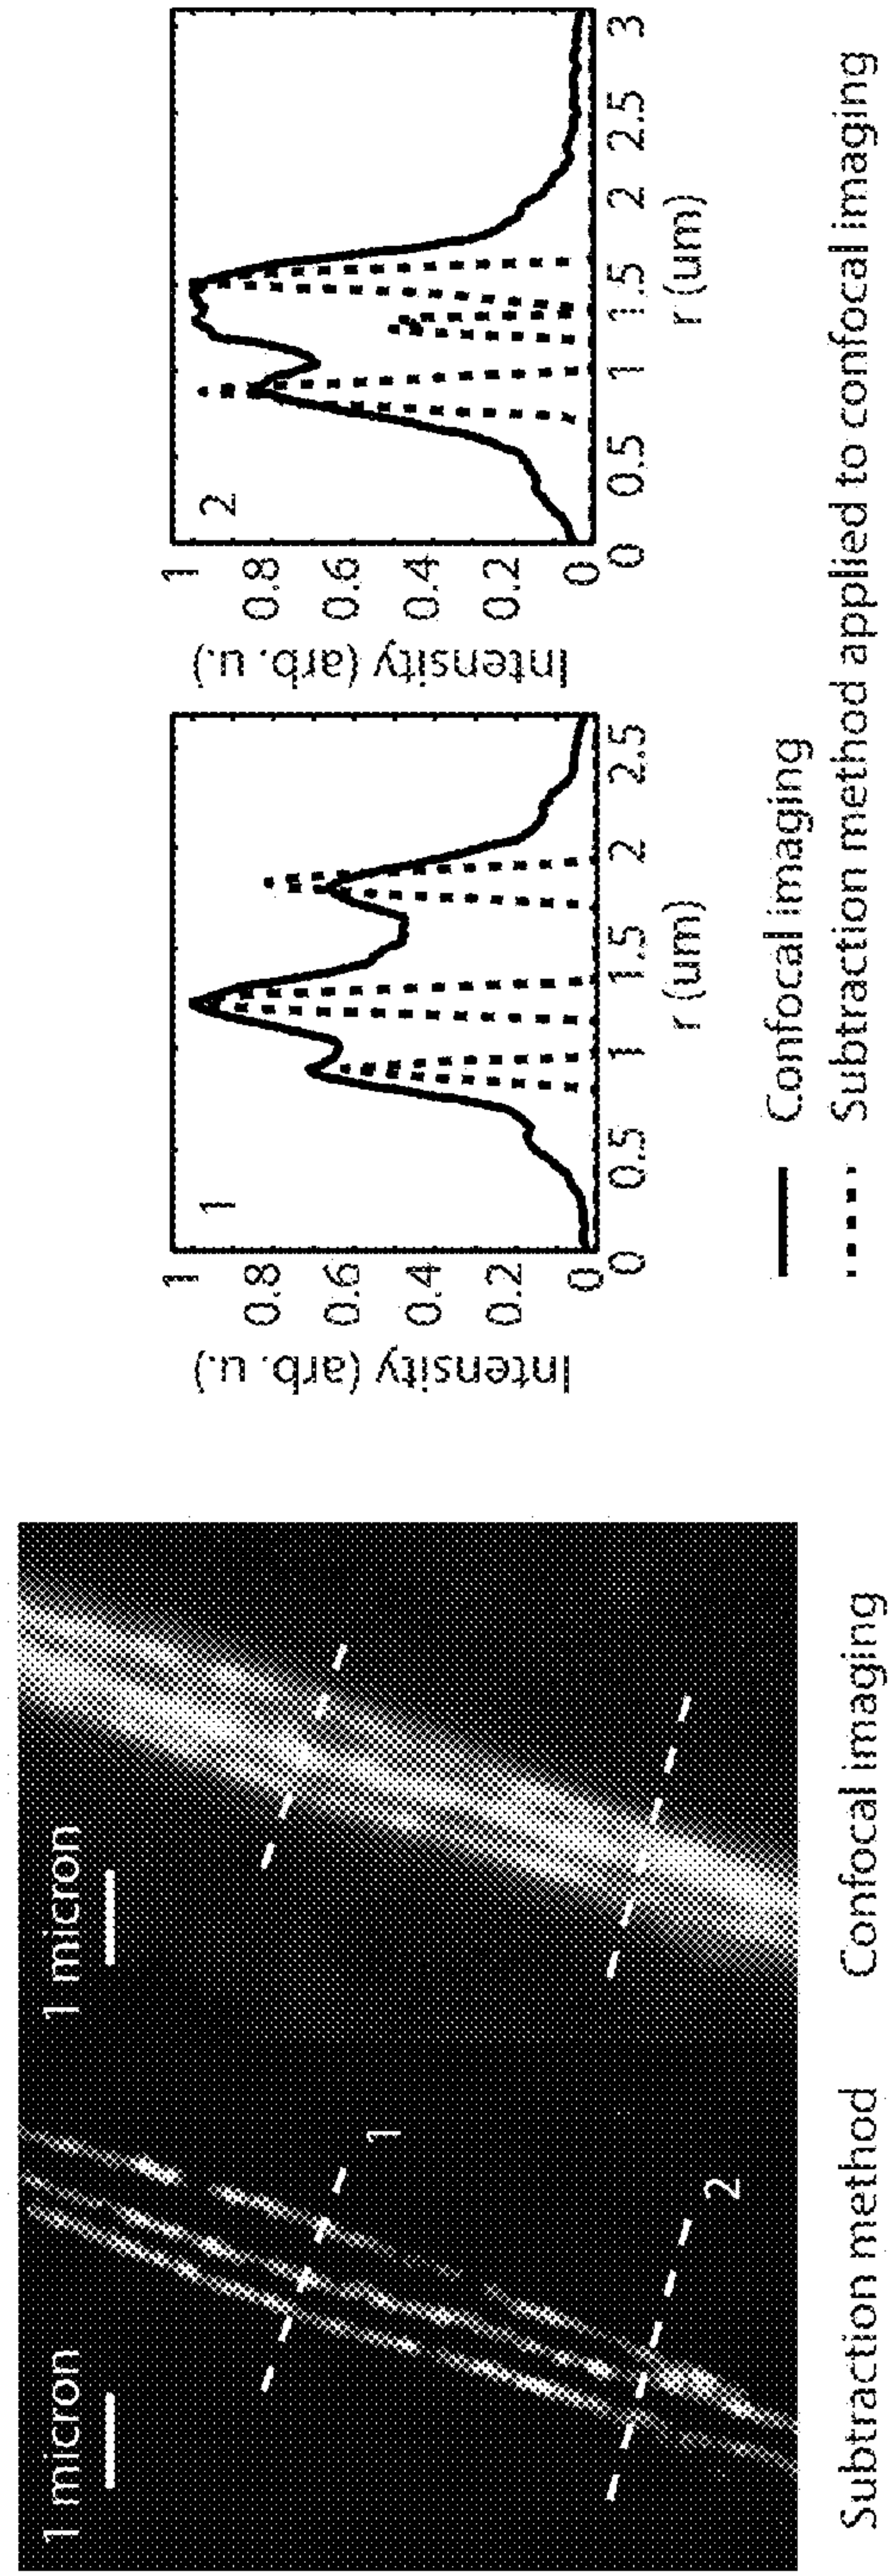 1 micron
1 micron
1
2
Subtraction method
Confocal imaging
Intensity (arb. u.)
1
0.8
0.6
0.4
0.2
0
1
0 0.5 1 1.5 2 2.5
r (um)
Intensity (arb. u.)
1
0.8
0.6
0.4
0.2
0
2
0 0.5 1 1.5 2 2.5 3
r (um)
Confocal imaging
Subtraction method applied to confocal imaging